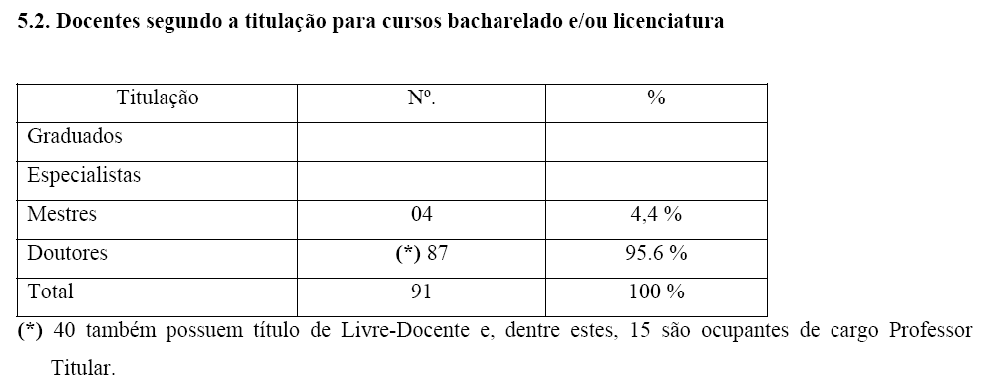 5.2. Docentes segundo a titulação para cursos bacharelado e/ou licenciatura
Titulação Nº. %
Graduados
Especialistas
Mestres 04 4,4 %
Doutores (*) 87 95.6 %
Total 91 100 %
(*) 40 também possuem título de Livre-Docente e, dentre estes, 15 são ocupantes de cargo Professor
Titular.